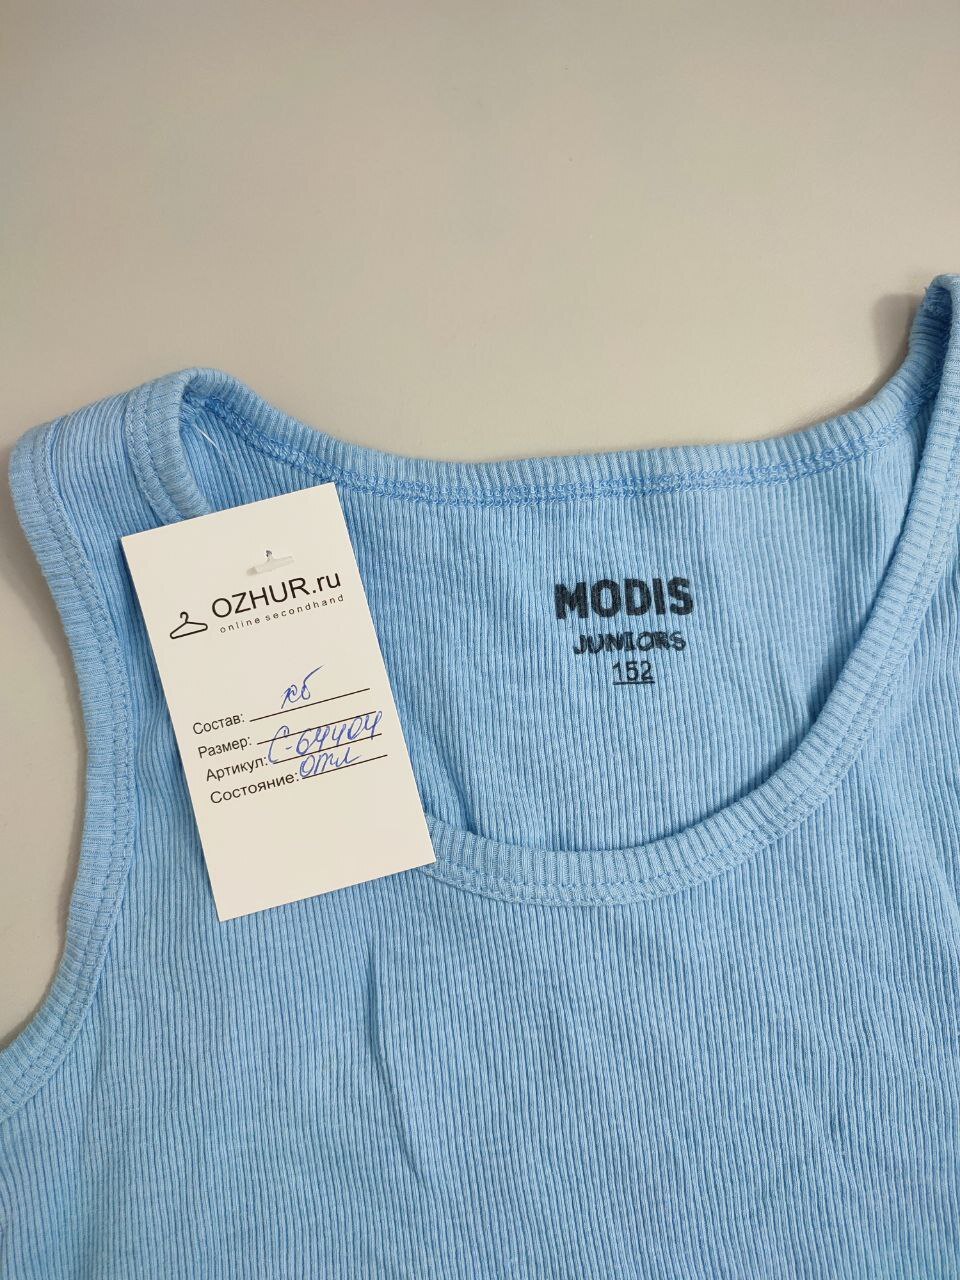 OZHUR.ru
online secondhand
Состав: хб
Размер:
Артикул: С-64404
Состояние: отл
MODIS
JUNIORS
152